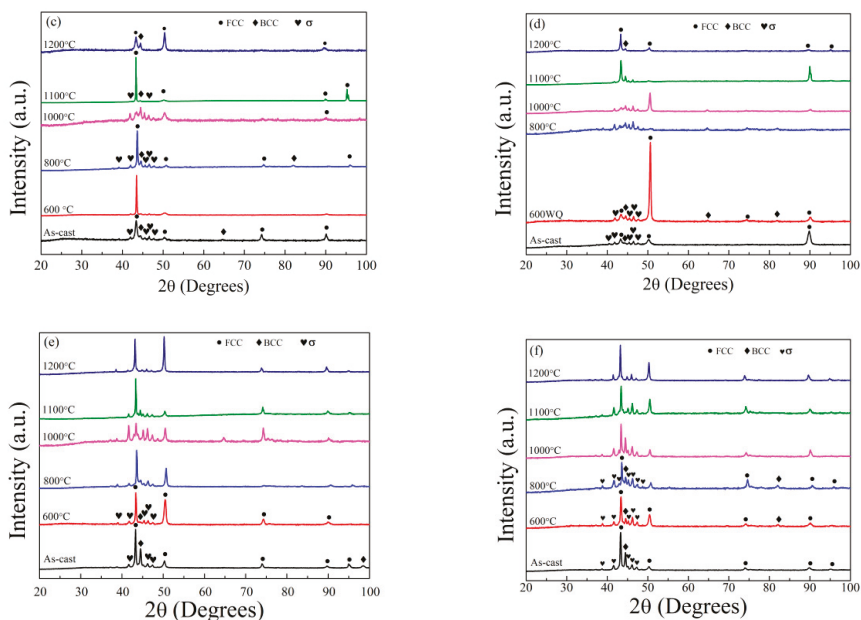 (c)
● FCC ♦ BCC ♥ σ
1200°C
1100°C
1000°C
800°C
600 °C
As-cast
Intensity (a.u.)
20 30 40 50 60 70 80 90 100
2θ (Degrees)
(d)
● FCC ♦ BCC ♥ σ
1200°C
1100°C
1000°C
800°C
600WQ
As-cast
Intensity (a.u.)
20 30 40 50 60 70 80 90 100
2θ (Degrees)
(e)
● FCC ♦ BCC ♥ σ
1200°C
1100°C
1000°C
800°C
600°C
As-cast
Intensity (a.u.)
20 30 40 50 60 70 80 90 100
2θ (Degrees)
(f)
● FCC ♦ BCC ♥ σ
1200°C
1100°C
1000°C
800°C
600°C
As-cast
Intensity (a.u.)
20 30 40 50 60 70 80 90 100
2θ (Degrees)